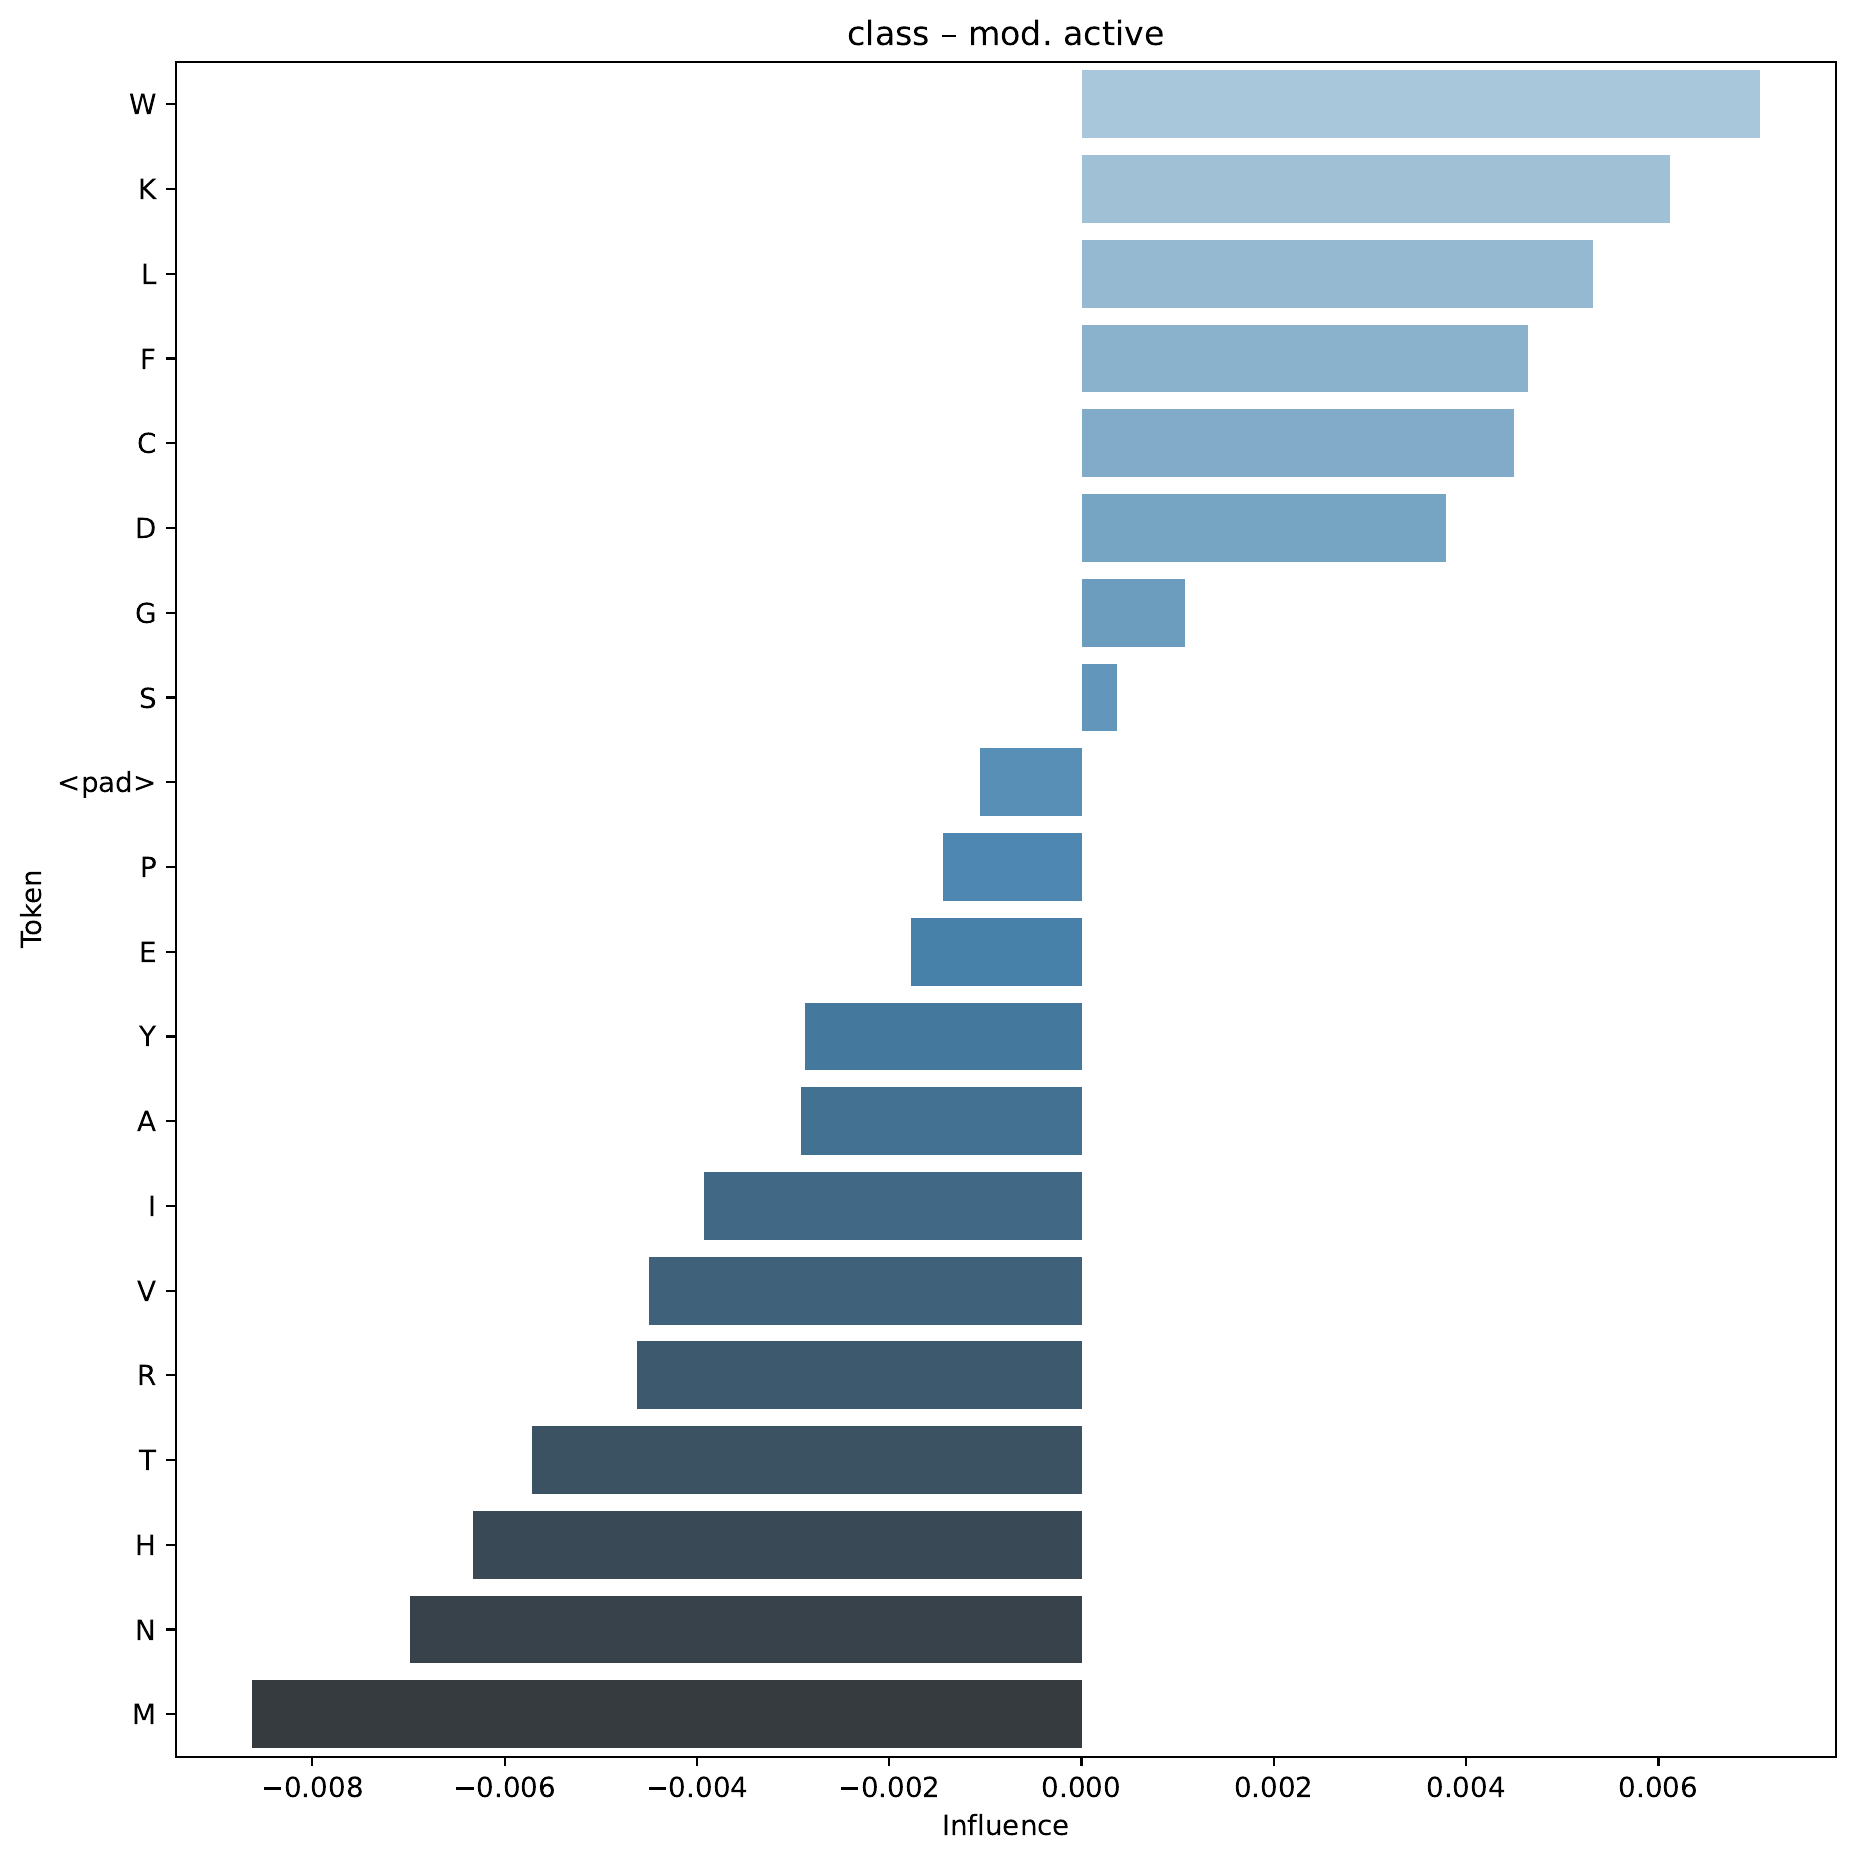 class – mod. active
W
K
L
F
C
D
G
S
<pad>
P
E
Y
A
I
V
R
T
H
N
M
Token
−0.008 −0.006 −0.004 −0.002 0.000 0.002 0.004 0.006
Influence